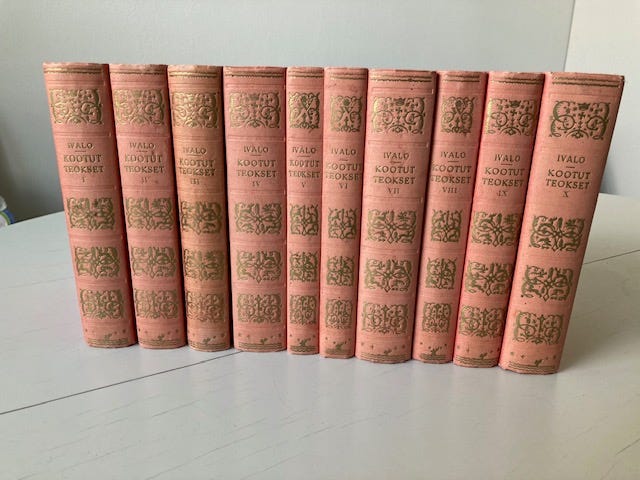 IVALO
KOOTUT
TEOKSET
I
IVALO
KOOTUT
TEOKSET
II
IVALO
KOOTUT
TEOKSET
III
IVALO
KOOTUT
TEOKSET
IV
IVALO
KOOTUT
TEOKSET
V
IVALO
KOOTUT
TEOKSET
VI
IVALO
KOOTUT
TEOKSET
VII
IVALO
KOOTUT
TEOKSET
VIII
IVALO
KOOTUT
TEOKSET
IX
IVALO
KOOTUT
TEOKSET
X